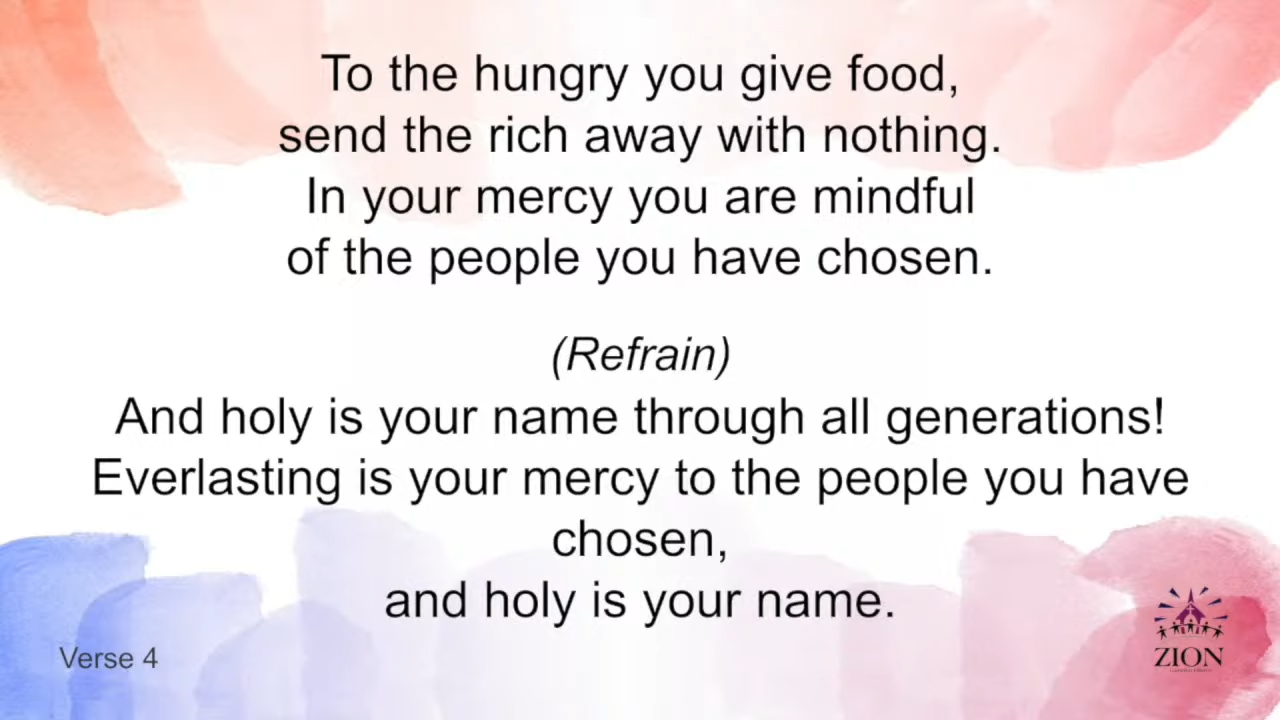 To the hungry you give food,
send the rich away with nothing.
In your mercy you are mindful
of the people you have chosen.
(Refrain)
And holy is your name through all generations!
Everlasting is your mercy to the people you have
chosen,
and holy is your name.
Verse 4
ZION